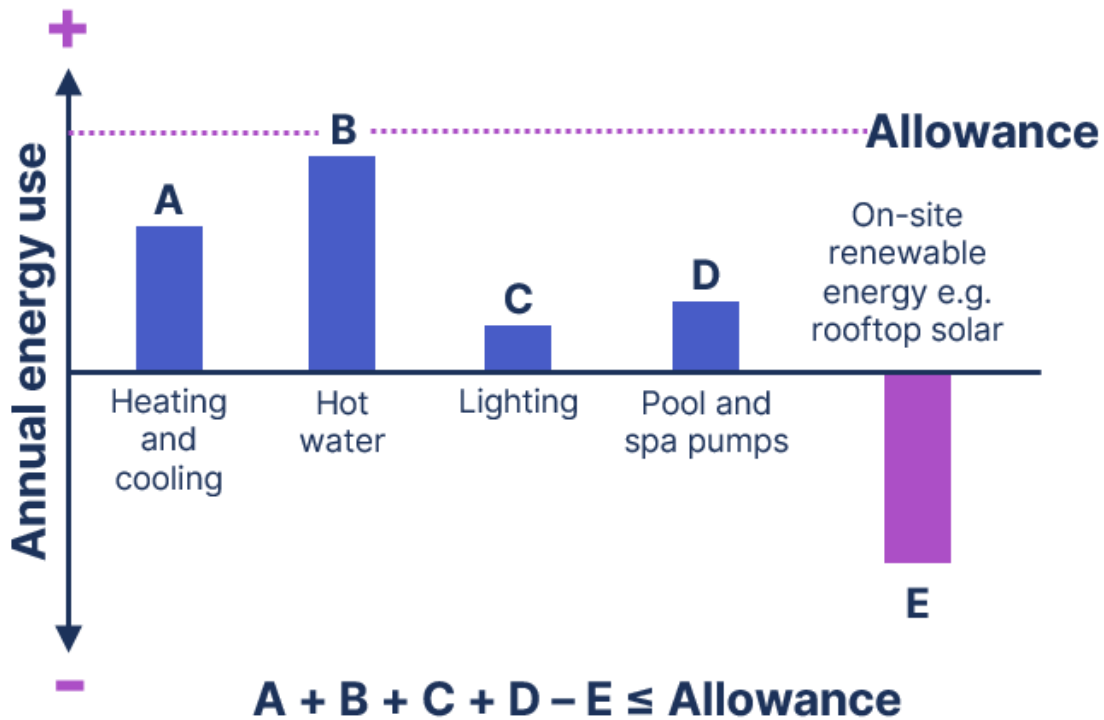 +
Annual energy use
B
Allowance
A
On-site
renewable
energy e.g.
rooftop solar
C
D
Heating
and
cooling
Hot
water
Lighting
Pool and
spa pumps
E
–
A + B + C + D – E ≤ Allowance